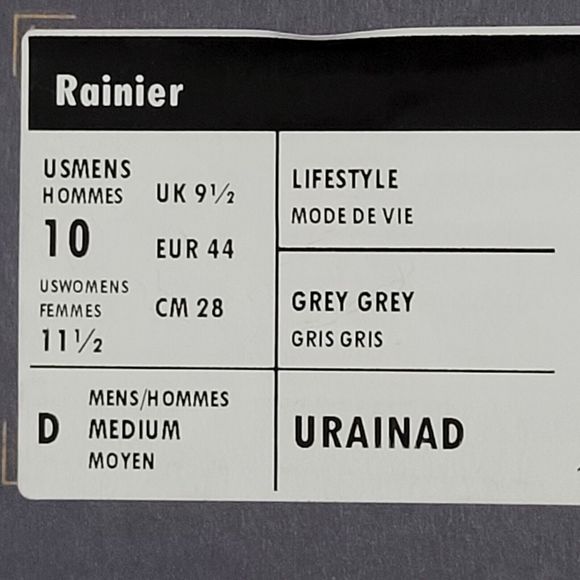 Rainier
USMENS
HOMMES
10
USWOMENS
FEMMES
11½
UK 9½
EUR 44
CM 28
LIFESTYLE
MODE DE VIE
GREY GREY
GRIS GRIS
D
MENS/HOMMES
MEDIUM
MOYEN
URAINAD